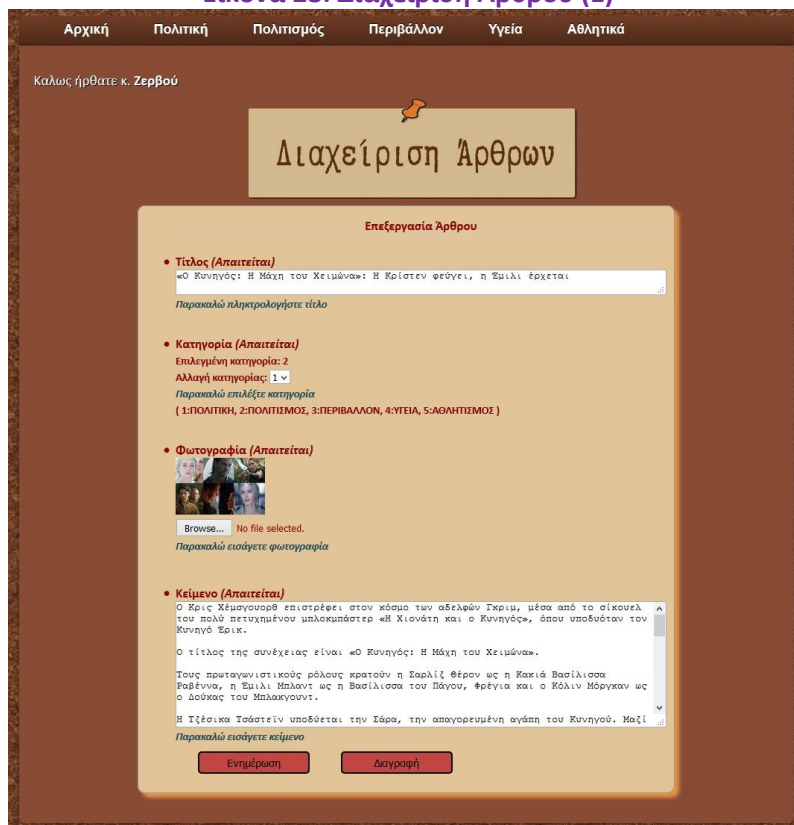 Αρχική Πολιτική Πολιτισμός Περιβάλλον Υγεία Αθλητικά
Καλως ήρθατε κ. Ζερβού
Διαχείριση Άρθρων
Επεξεργασία Άρθρου
• Τίτλος (Απαιτείται)
«Ο Κυνηγός: Η Μάχη του Χειμώνα»: Η Κρίστεν φεύγει, η Έμιλι έρχεται
Παρακαλώ πληκτρολογήστε τίτλο
• Κατηγορία (Απαιτείται)
Επιλεγμένη κατηγορία: 2
Αλλαγή κατηγορίας: 1
Παρακαλώ επιλέξτε κατηγορία
( 1:ΠΟΛΙΤΙΚΗ, 2:ΠΟΛΙΤΙΣΜΟΣ, 3:ΠΕΡΙΒΑΛΛΟΝ, 4:ΥΓΕΙΑ, 5:ΑΘΛΗΤΙΣΜΟΣ )
• Φωτογραφία (Απαιτείται)
Browse... No file selected.
Παρακαλώ εισάγετε φωτογραφία
• Κείμενο (Απαιτείται)
Ο Κρις Χέμσγουορθ επιστρέφει στον κόσμο των αδελφών Γκριμ, μέσα από το σίκουελ
του πολύ πετυχημένου μπλοκμπάστερ «Η Χιονάτη και ο Κυνηγός», όπου υποδυόταν τον
Κυνηγό Έρικ.
Ο τίτλος της συνέχειας είναι «Ο Κυνηγός: Η Μάχη του Χειμώνα».
Τους πρωταγωνιστικούς ρόλους κρατούν η Σαρλίζ Θέρον ως η Κακιά Βασίλισσα
Ραβέννα, η Έμιλι Μπλαντ ως η Βασίλισσα του Πάγου, Φρέγια και ο Κόλιν Μόργκαν ως
ο Δούκας του Μπλακγουντ.
Η Τζέσικα Τσάστεϊν υποδύεται την Σάρα, την απαγορευμένη αγάπη του Κυνηγού. Μαζί
Παρακαλώ εισάγετε κείμενο
Ενημέρωση Διαγραφή